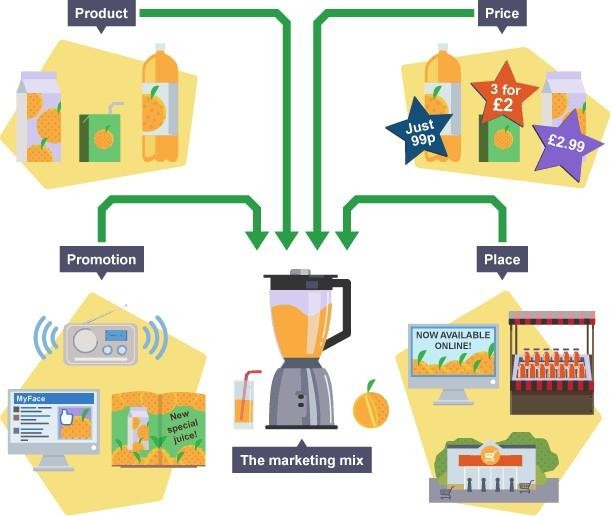 Product
Price
Just
99p
3 for
£2
£2.99
Promotion
Place
MyFace
New
special
juice!
NOW AVAILABLE
ONLINE!
The marketing mix